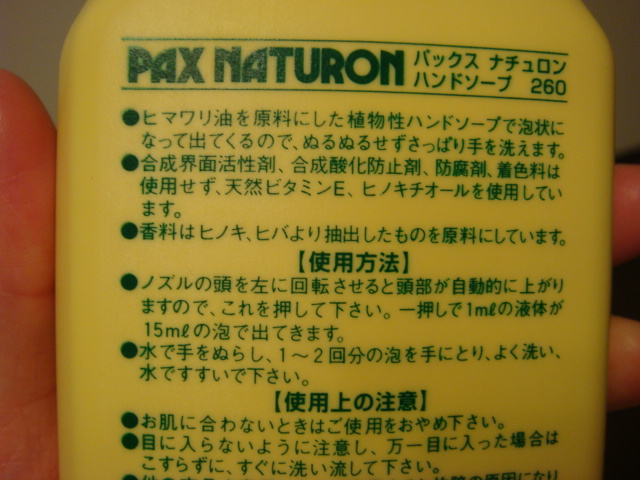 PAX NATURON パックス ナチュロン
ハンドソープ 260
●ヒマワリ油を原料にした植物性ハンドソープで泡状に
なって出てくるので、ぬるぬるせずさっぱり手を洗えます。
●合成界面活性剤、合成酸化防止剤、防腐剤、着色料は
使用せず、天然ビタミンE、ヒノキチオールを使用してい
ます。
●香料はヒノキ、ヒバより抽出したものを原料にしています。
【使用方法】
●ノズルの頭を左に回転させると頭部が自動的に上がり
ますので、これを押して下さい。一押しで1mlの液体が
15mlの泡で出てきます。
●水で手をぬらし、1〜2回分の泡を手にとり、よく洗い、
水ですすいで下さい。
【使用上の注意】
●お肌に合わないときはご使用をおやめ下さい。
●目に入らないように注意し、万一目に入った場合は
こすらずに、すぐに洗い流して下さい。